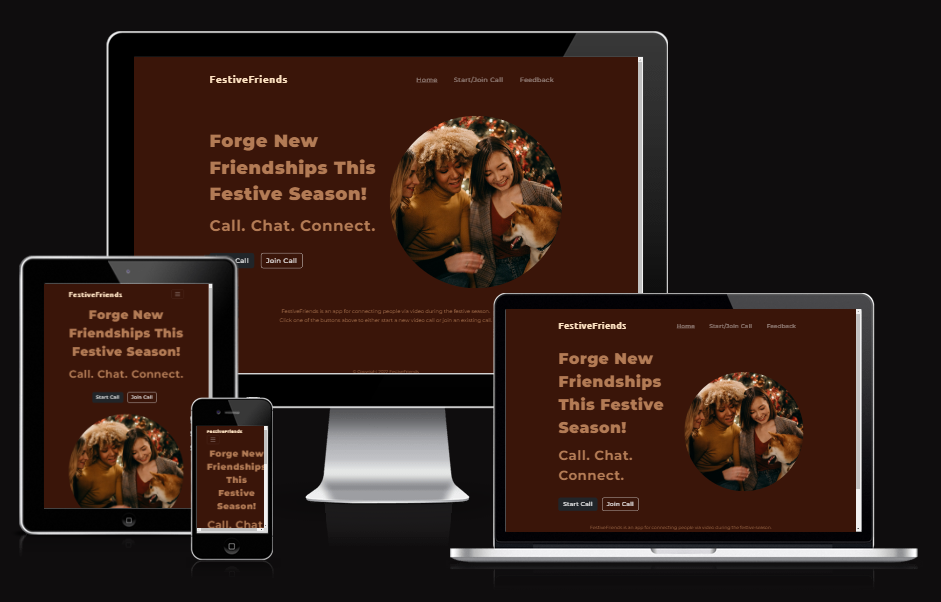 FestiveFriends
Home Start/Join Call Feedback
Forge New
Friendships This
Festive Season!
Call. Chat. Connect.
Call Join Call
FestiveFriends is an app for connecting people via video during the festive season.
Click one of the buttons above to either start a new video call or join an existing call.
FestiveFriends
Forge New
Friendships This
Festive Season!
Call. Chat. Connect.
Start Call Join Call
FestiveFriends
Forge New
Friendships
This
Festive
Season!
Call. Chat
FestiveFriends
Home Start/Join Call Feedback
Forge New
Friendships
This Festive
Season!
Call. Chat.
Connect.
Start Call Join Call
FestiveFriends is an app for connecting people via video during the festive season.